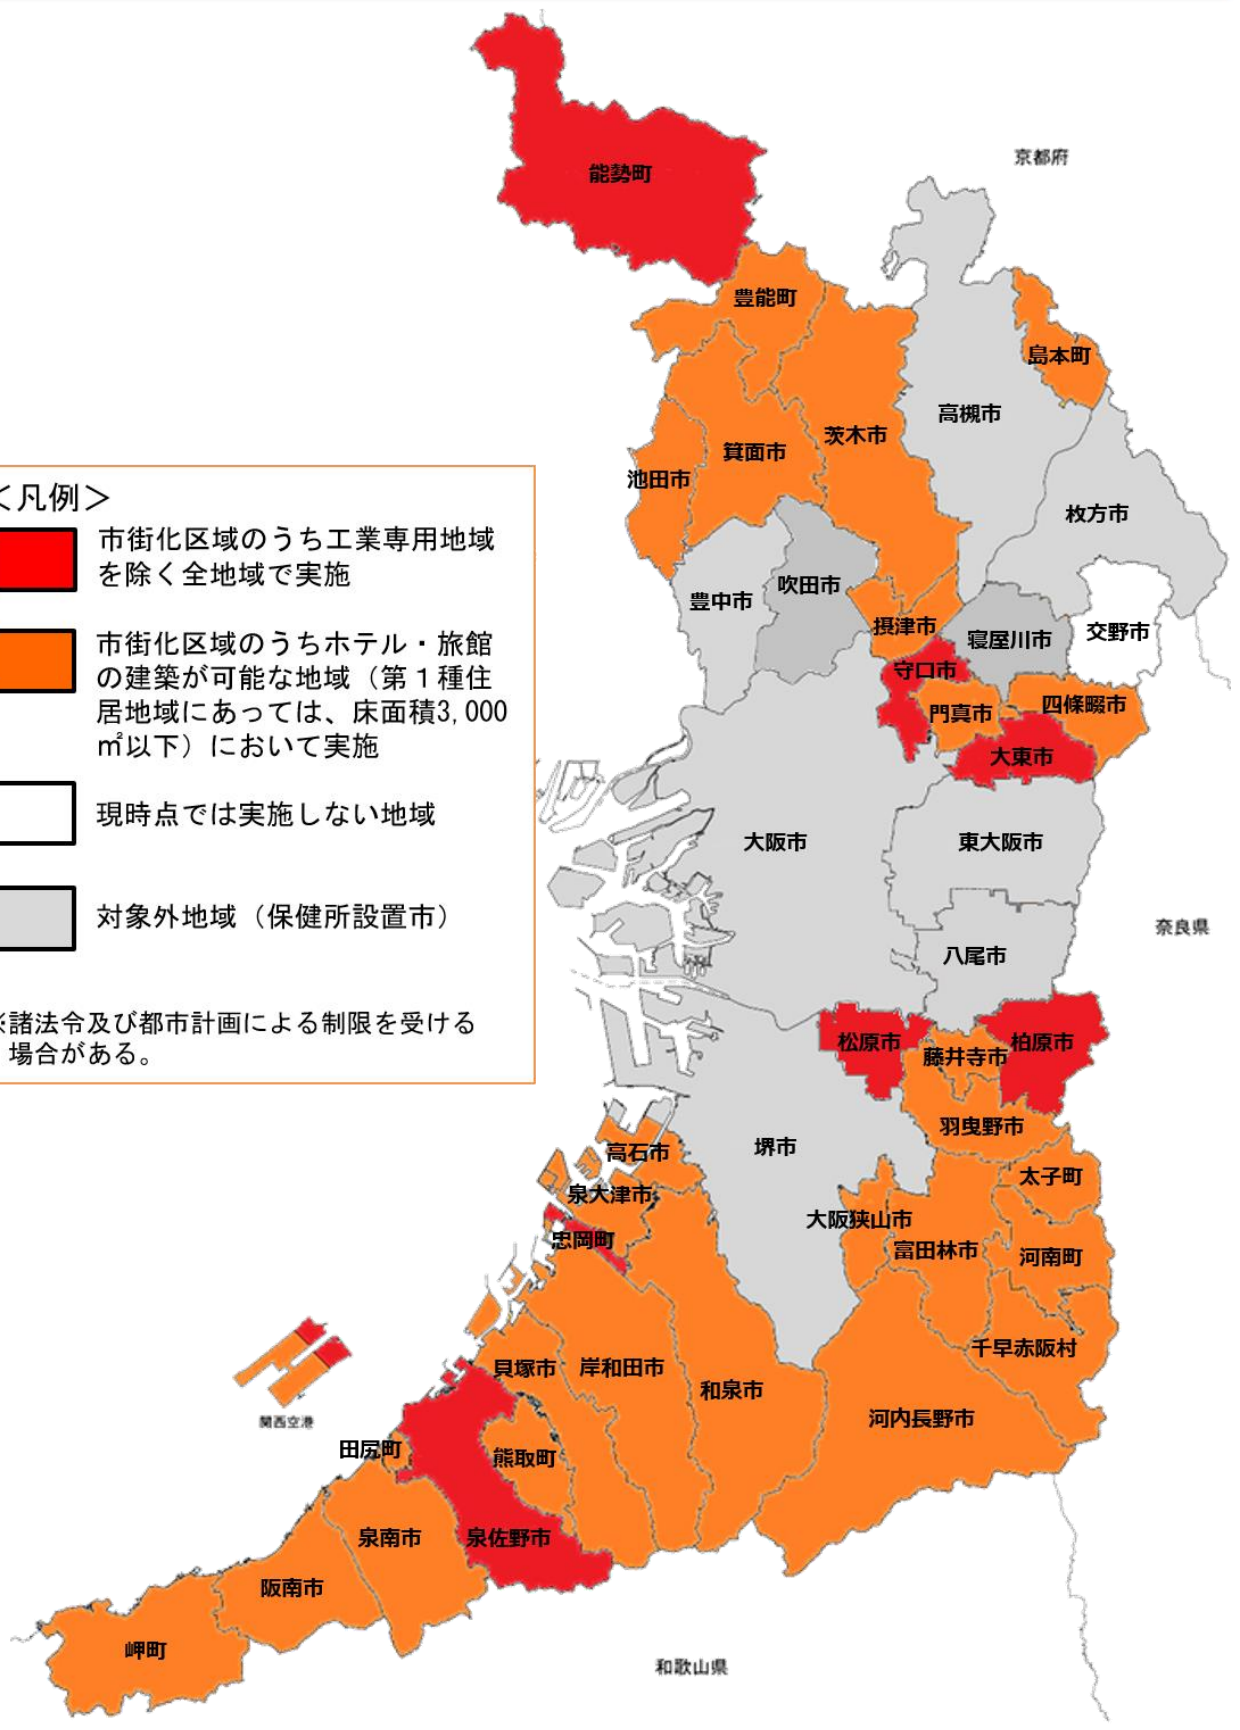 京都府
能勢町
豊能町
島本町
高槻市
茨木市
箕面市
池田市
枚方市
吹田市
豊中市
摂津市
寝屋川市
交野市
守口市
門真市
四條畷市
大東市
大阪市
東大阪市
奈良県
八尾市
松原市
藤井寺市
柏原市
羽曳野市
堺市
高石市
太子町
泉大津市
大阪狭山市
忠岡町
富田林市
河南町
千早赤阪村
貝塚市
岸和田市
和泉市
河内長野市
関西空港
田尻町
熊取町
泉南市
泉佐野市
阪南市
岬町
和歌山県
＜凡例＞
市街化区域のうち工業専用地域
を除く全地域で実施
市街化区域のうちホテル・旅館
の建築が可能な地域（第１種住
居地域にあっては、床面積3,000
㎡以下）において実施
現時点では実施しない地域
対象外地域（保健所設置市）
※諸法令及び都市計画による制限を受ける
場合がある。